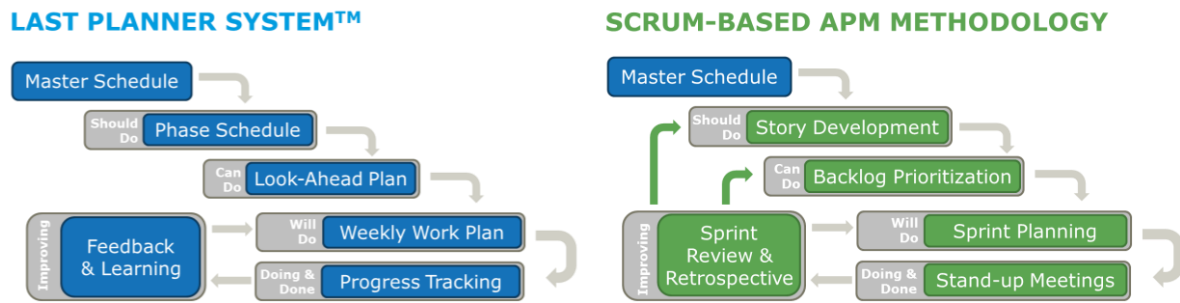 LAST PLANNER SYSTEM™
Master Schedule
Should
Do
Phase Schedule
Can
Do
Look-Ahead Plan
Will
Do
Weekly Work Plan
Doing &
Done
Progress Tracking
Improving
Feedback
& Learning
SCRUM-BASED APM METHODOLOGY
Master Schedule
Should
Do
Story Development
Can
Do
Backlog Prioritization
Will
Do
Sprint Planning
Doing &
Done
Stand-up Meetings
Improving
Sprint
Review &
Retrospective